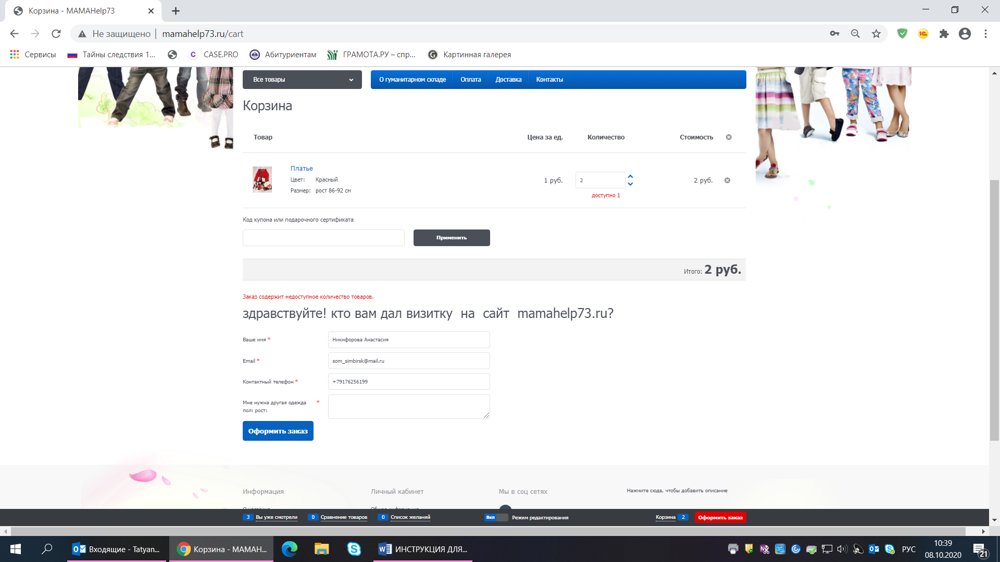 Корзина - MAMAHelp73
Не защищено | mamahelp73.ru/cart
Сервисы
Тайны следствия 1...
CASE.PRO
Абитуриентам
ГРАМОТА.РУ – спр...
Картинная галерея
Все товары
О гуманитарном складе
Оплата
Доставка
Контакты
Корзина
Товар
Цена за ед.
Количество
Стоимость
Платье
Цвет: Красный
Размер: рост 86-92 см
1 руб.
2
2 руб.
доступно 1
Код купона или подарочного сертификата
Применить
Итого: 2 руб.
Заказ содержит недоступное количество товаров.
здравствуйте! кто вам дал визитку на сайт mamahelp73.ru?
Ваше имя *
Никифорова Анастасия
Email *
som_simbirsk@mail.ru
Контактный телефон *
+79176256199
Мне нужна другая одежда *
пол: рост:
Оформить заказ
Информация
Личный кабинет
Мы в соц сетях
Нажмите сюда, чтобы добавить описание
3 Вы уже смотрели
0 Сравнение товаров
0 Список желаний
Вкл Режим редактирования
Корзина 2
Оформить заказ
Входящие - Tatyan...
Корзина - MAMAH...
ИНСТРУКЦИЯ ДЛЯ...
РУС
10:39
08.10.2020
21